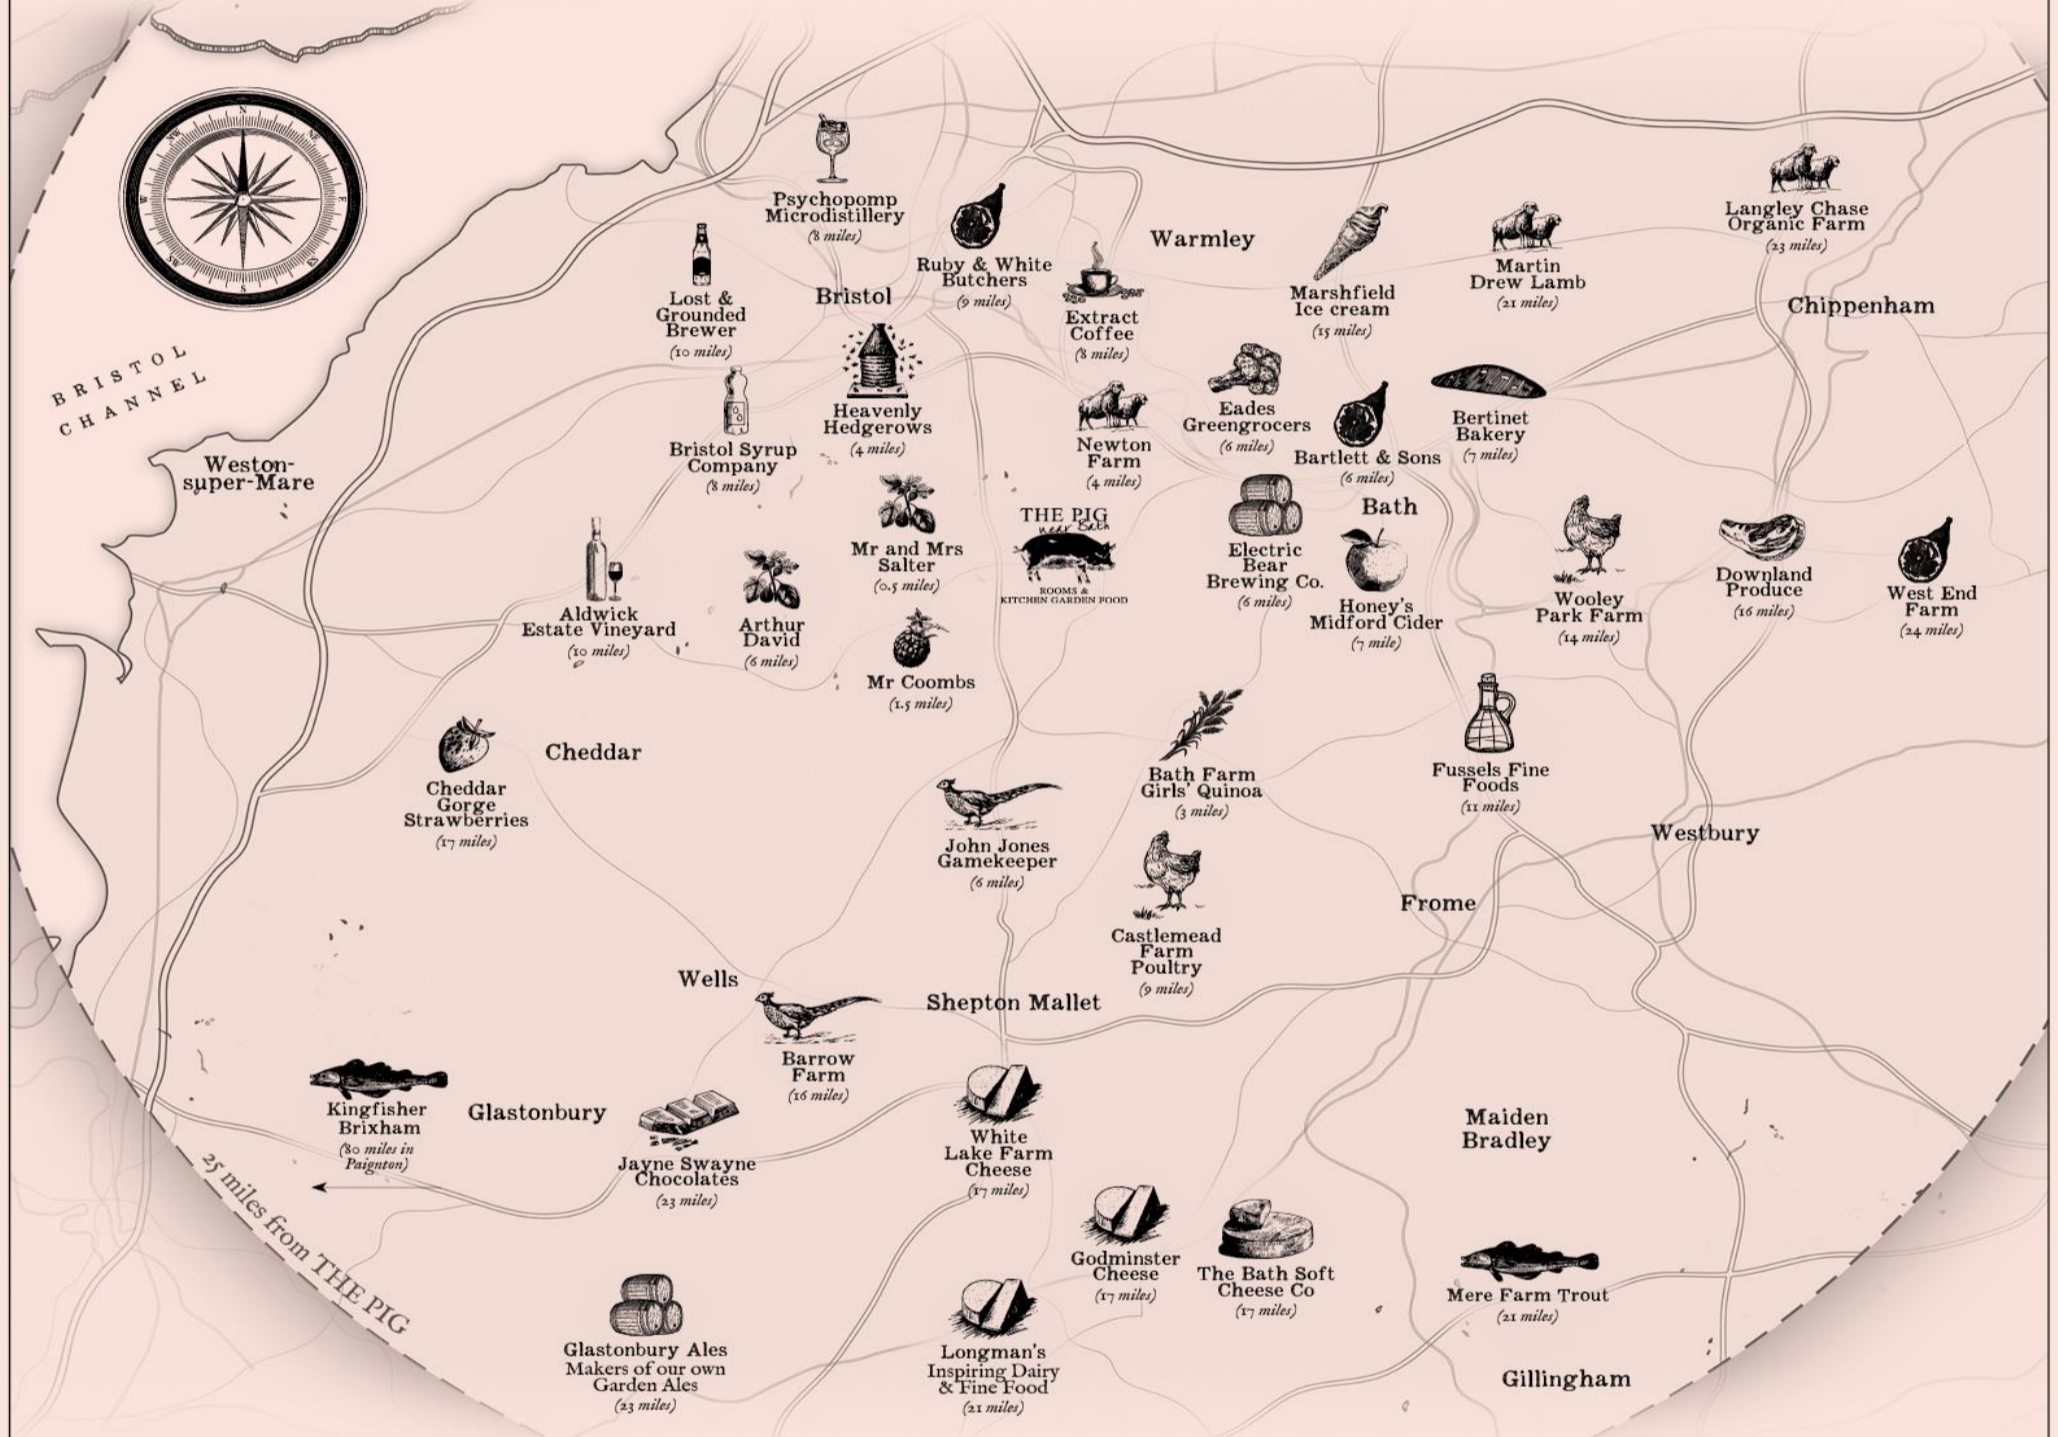 N
NE
E
ES
S
SW
W
NW
BRISTOL
CHANNEL
Psychopomp
Microdistillery
(8 miles)
Lost &
Grounded
Brewer
(10 miles)
Bristol
Ruby & White
Butchers
(9 miles)
Extract
Coffee
(8 miles)
Warmley
Marshfield
Ice cream
(15 miles)
Martin
Drew Lamb
(21 miles)
Langley Chase
Organic Farm
(23 miles)
Chippenham
Weston-
super-Mare
Bristol Syrup
Company
(8 miles)
Heavenly
Hedgerows
(4 miles)
Newton
Farm
(4 miles)
Eades
Greengrocers
(6 miles)
Bartlett & Sons
(6 miles)
Bertinet
Bakery
(7 miles)
Bath
Aldwick
Estate Vineyard
(10 miles)
Arthur
David
(6 miles)
Mr and Mrs
Salter
(0.5 miles)
THE PIG
near Bath
ROOMS &
KITCHEN GARDEN FOOD
Electric
Bear
Brewing Co.
(6 miles)
Honey's
Midford Cider
(7 mile)
Wooley
Park Farm
(14 miles)
Downland
Produce
(16 miles)
West End
Farm
(24 miles)
Mr Coombs
(1.5 miles)
Cheddar
Gorge
Strawberries
(17 miles)
Cheddar
John Jones
Gamekeeper
(6 miles)
Bath Farm
Girls' Quinoa
(3 miles)
Fussels Fine
Foods
(11 miles)
Westbury
Castlemead
Farm
Poultry
(9 miles)
Frome
Wells
Shepton Mallet
Barrow
Farm
(16 miles)
Kingfisher
Brixham
(80 miles in
Paignton)
Glastonbury
Jayne Swayne
Chocolates
(23 miles)
White
Lake Farm
Cheese
(17 miles)
Maiden
Bradley
Godminster
Cheese
(17 miles)
The Bath Soft
Cheese Co
(17 miles)
Mere Farm Trout
(21 miles)
25 miles from THE PIG
Glastonbury Ales
Makers of our own
Garden Ales
(23 miles)
Longman's
Inspiring Dairy
& Fine Food
(21 miles)
Gillingham